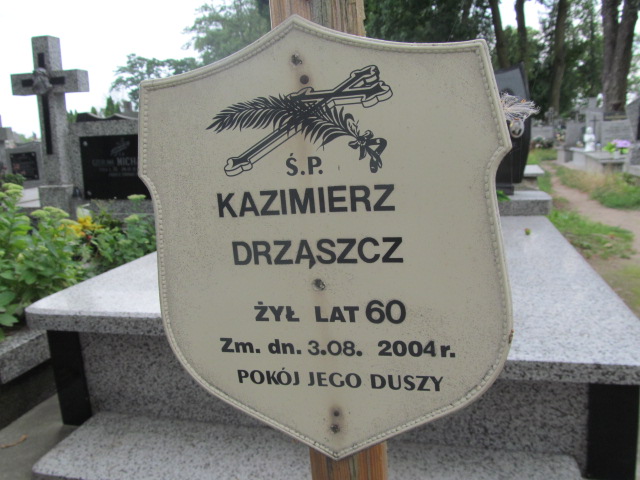 Ś.P.
KAZIMIERZ
DRZĄSZCZ
ŻYŁ LAT 60
Zm. dn. 3.08. 2004 r.
POKÓJ JEGO DUSZY